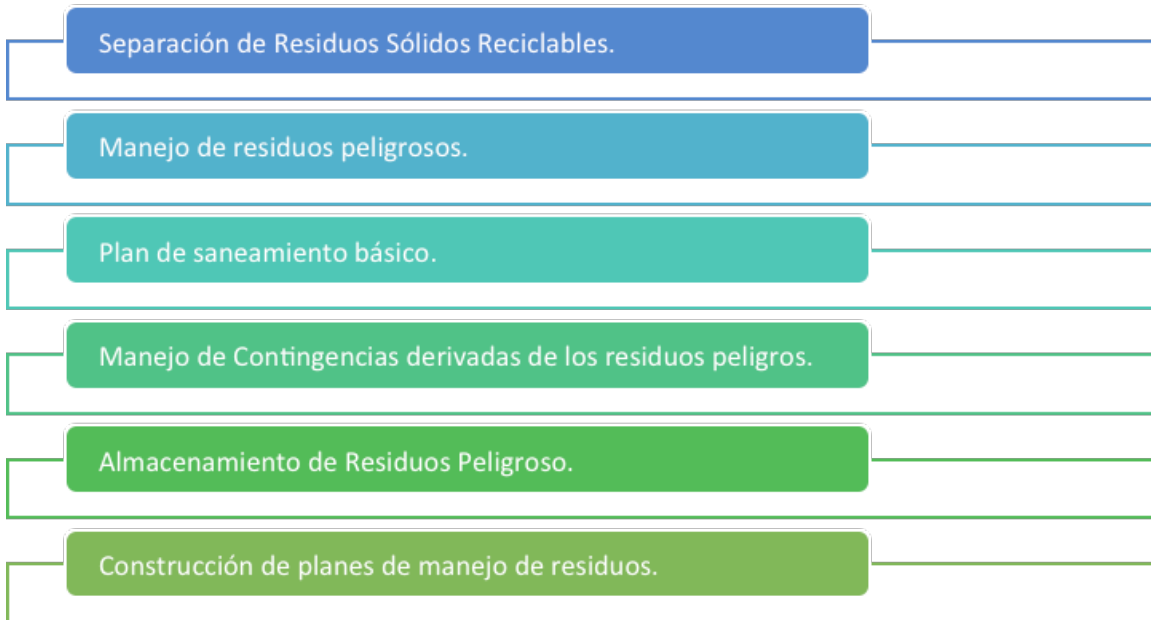 Separación de Residuos Sólidos Reciclables.
Manejo de residuos peligrosos.
Plan de saneamiento básico.
Manejo de Contingencias derivadas de los residuos peligros.
Almacenamiento de Residuos Peligroso.
Construcción de planes de manejo de residuos.